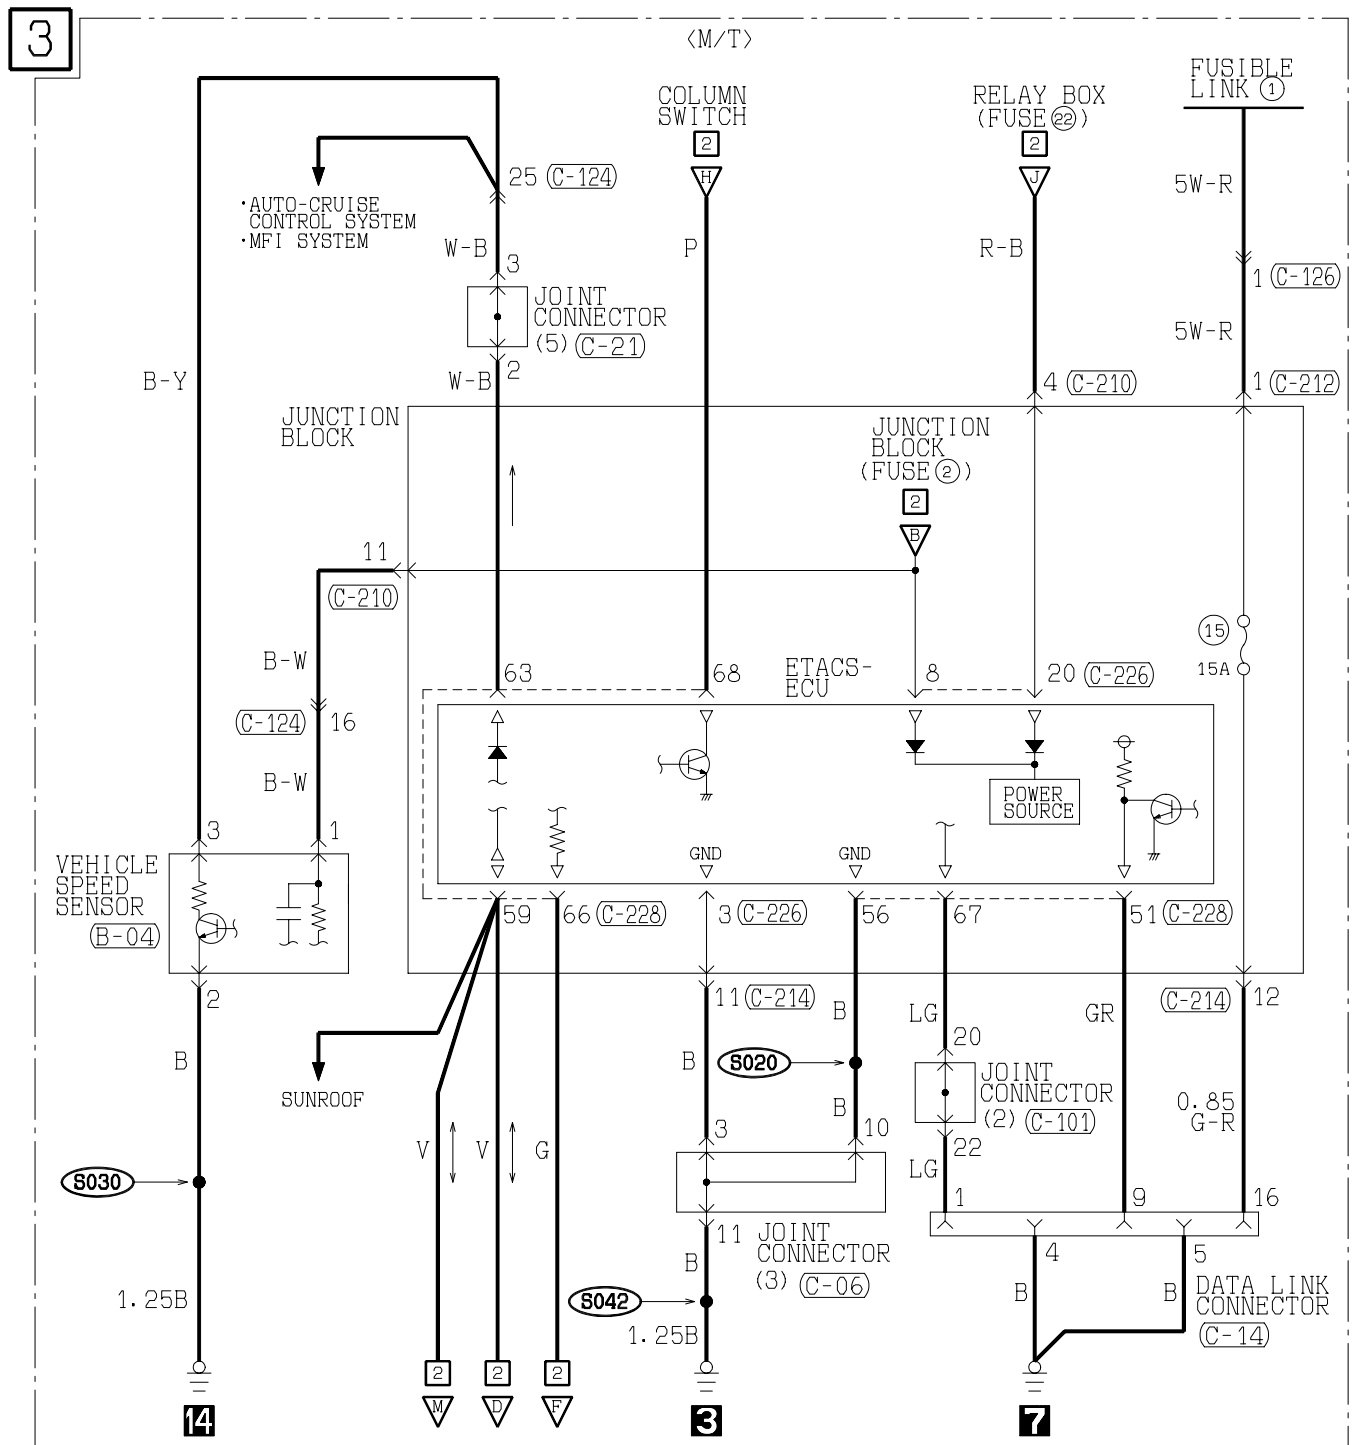 3
〈M/T〉
FUSIBLE
LINK ①
COLUMN
SWITCH
2
H
RELAY BOX
(FUSE ㉒)
2
J
25 (C-124)
5W-R
・AUTO-CRUISE
CONTROL SYSTEM
・MFI SYSTEM
W-B
3
P
R-B
1 (C-126)
JOINT
CONNECTOR
(5) (C-21)
5W-R
B-Y
W-B
2
4 (C-210)
1 (C-212)
JUNCTION
BLOCK
JUNCTION
BLOCK
(FUSE ②)
2
B
11
(C-210)
⑮
15A
B-W
63
68
ETACS-
ECU
8
20 (C-226)
(C-124)
16
B-W
POWER
SOURCE
3
1
GND
GND
VEHICLE
SPEED
SENSOR
(B-04)
59
66 (C-228)
3 (C-226)
56
67
51 (C-228)
2
11 (C-214)
B
LG
GR
(C-214)
12
20
B
SUNROOF
B
S020
JOINT
CONNECTOR
(2) (C-101)
0.85
G-R
B
V
V
G
3
10
22
LG
S030
1
9
16
11
JOINT
CONNECTOR
(3) (C-06)
B
4
5
1.25B
S042
1.25B
B
B
DATA LINK
CONNECTOR
(C-14)
2
2
2
M
D
F
14
3
7